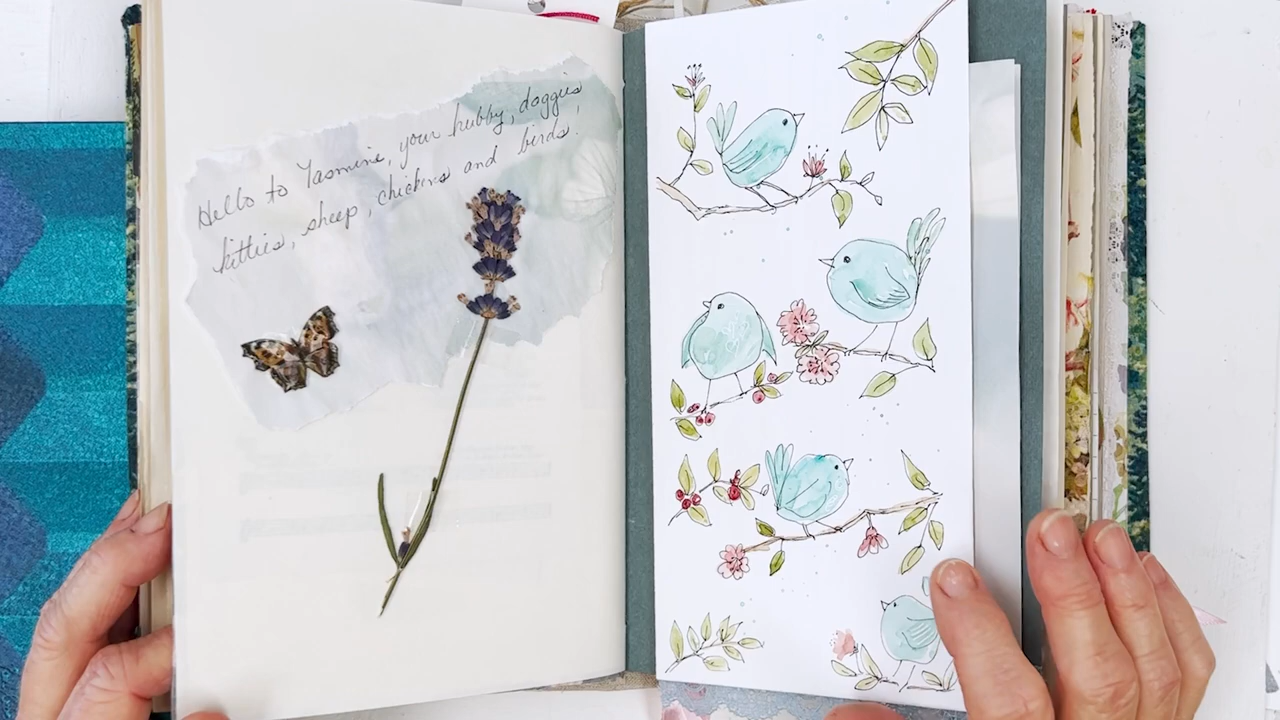 Hello to Yasmine, your hubby, doggies
kitties, sheep, chickens and birds!